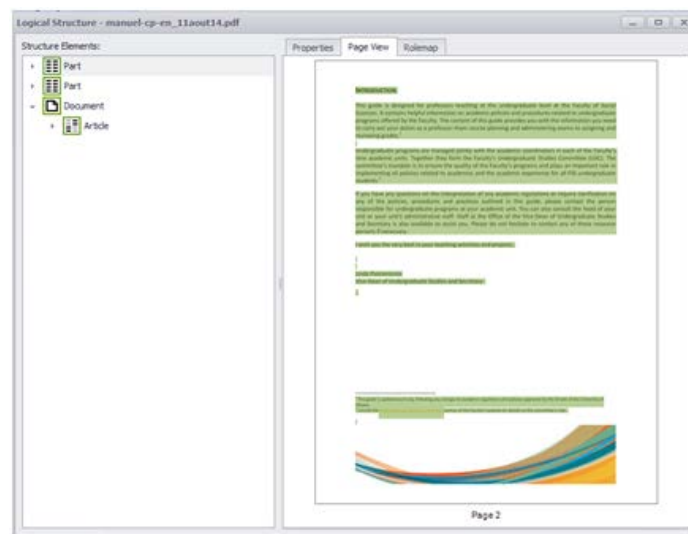 Logical Structure - manuel-cp-en_11aout14.pdf
Structure Elements:
Part
Part
Document
Article
Properties
Page View
Rolemap
INTRODUCTION
This guide is designed for professors teaching at the undergraduate level at the Faculty of Social
Sciences. It contains helpful information on academic policies and procedures related to undergraduate
programs offered by the Faculty. The content of this guide provides you with the information you need
to carry out your duties as a professor from course planning and administering exams to assigning and
Undergraduate programs are managed jointly with the academic coordinators in each of the Faculty's
nine academic units. Together they form the Faculty's Undergraduate Studies Committee (USC). The
committee's mandate is to ensure the quality of the Faculty's programs and plays an important role in
implementing all policies related to academics and the academic experience for all
students.
If you have any questions on the interpretation of any academic regulations or require clarification on
any of the policies, procedures and practices outlined in this guide, please contact the person
responsible for undergraduate programs at your academic unit. You can also consult the head of your
unit or your unit's administrative staff. Staff at the Office of the Vice-Dean of Undergraduate Studies
and Secretary is also available to assist you. Please do not hesitate to contact any of these resource
persons if necessary.
I wish you the very best in your teaching activities and projects.
Vice-Dean of Undergraduate Studies and Secretary
Page 2